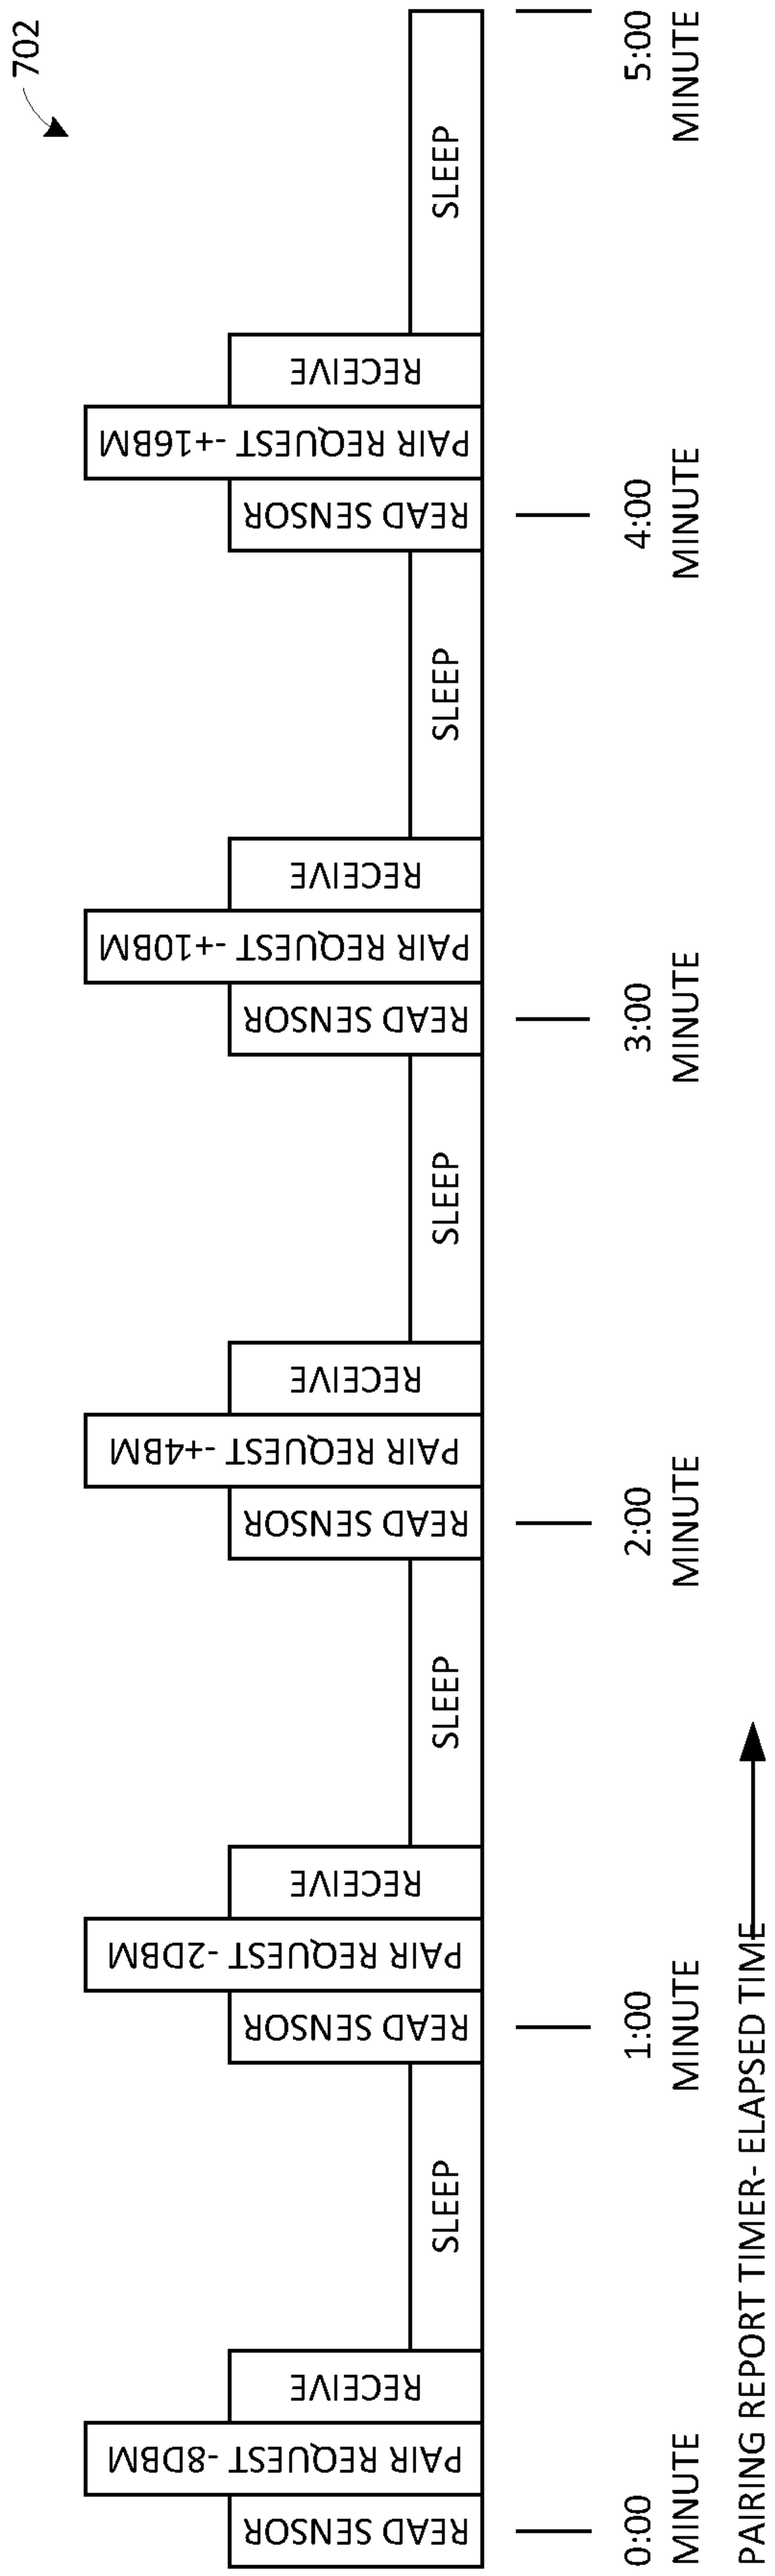 702
READ SENSOR
PAIR REQUEST -8DBM
RECEIVE
SLEEP
READ SENSOR
PAIR REQUEST -2DBM
RECEIVE
SLEEP
READ SENSOR
PAIR REQUEST -+4BM
RECEIVE
SLEEP
READ SENSOR
PAIR REQUEST -+10BM
RECEIVE
SLEEP
READ SENSOR
PAIR REQUEST -+16BM
RECEIVE
SLEEP
0:00
MINUTE
1:00
MINUTE
2:00
MINUTE
3:00
MINUTE
4:00
MINUTE
5:00
MINUTE
PAIRING REPORT TIMER- ELAPSED TIME